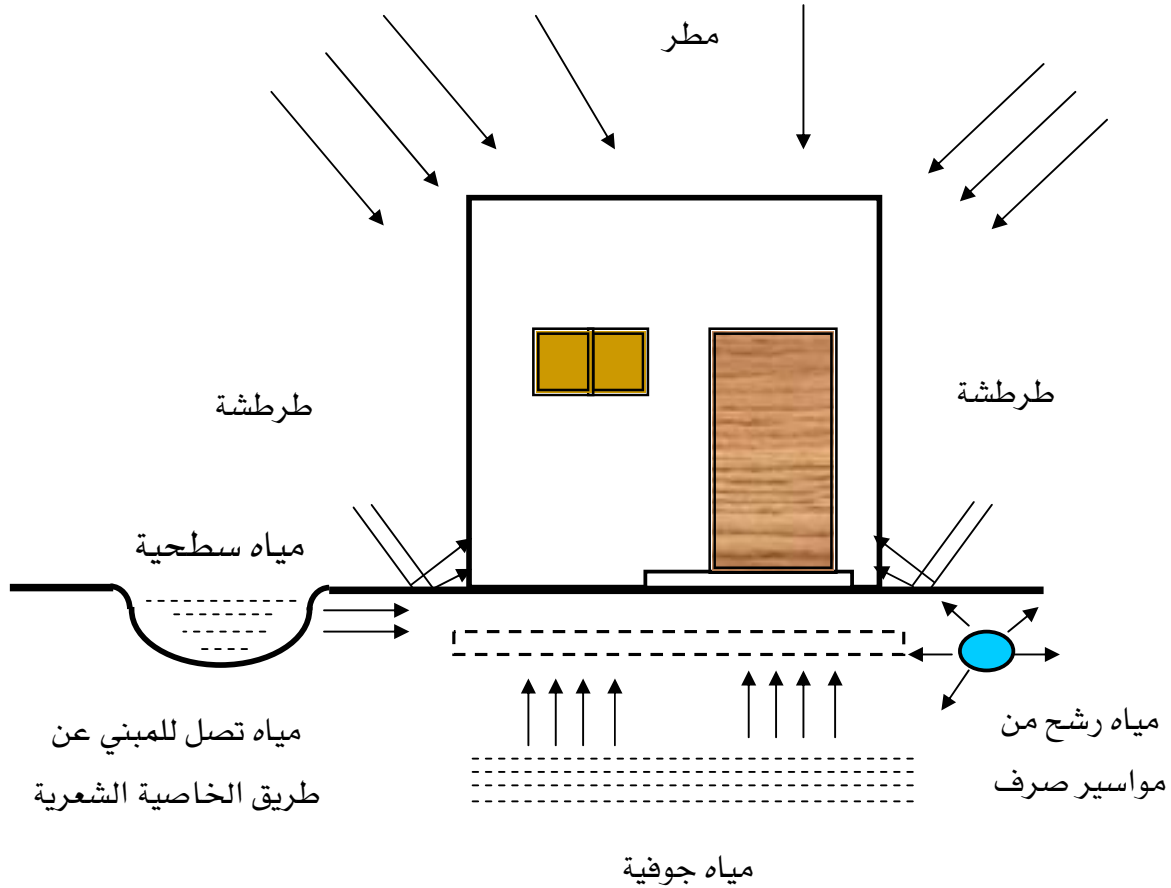 مطر
طرطشة
طرطشة
مياه سطحية
مياه رشح من
مواسير صرف
مياه تصل للمبني عن
طريق الخاصية الشعرية
مياه جوفية